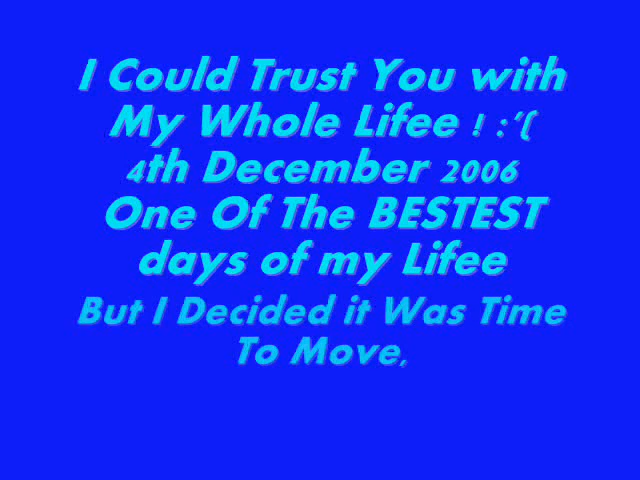 I Could Trust You with
My Whole Lifee ! :'(
4th December 2006
One Of The BESTEST
days of my Lifee
But I Decided it Was Time
To Move,